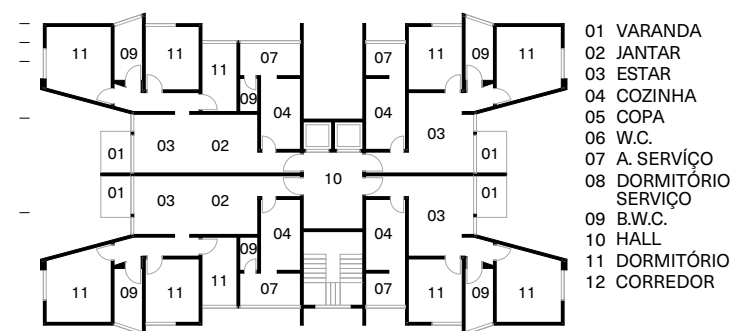 11 09 11 11 07 07 11 09 11
09 04 04
03 02 03
01 01
10
01 03 02 03 01
04 04
09
11 09 11 11 07 07 11 09 11
01 VARANDA
02 JANTAR
03 ESTAR
04 COZINHA
05 COPA
06 W.C.
07 A. SERVÍÇO
08 DORMITÓRIO
SERVIÇO
09 B.W.C.
10 HALL
11 DORMITÓRIO
12 CORREDOR